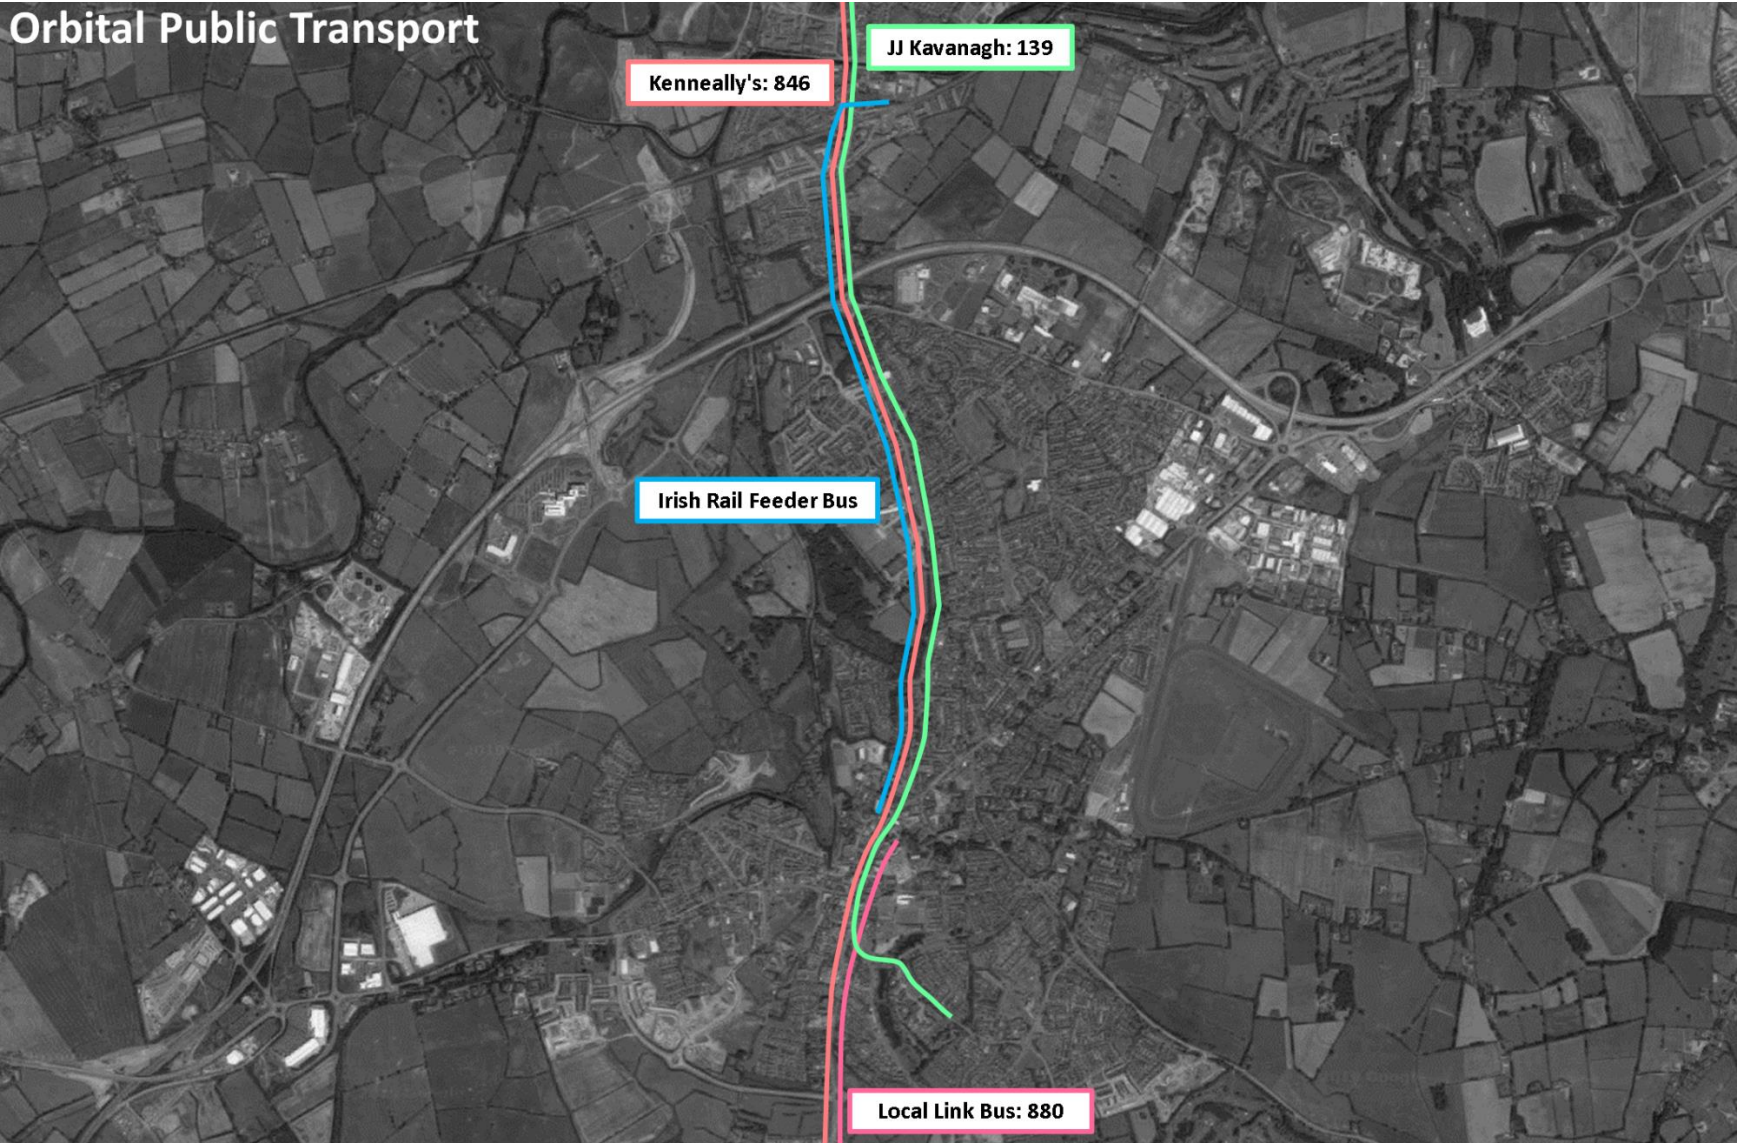 Orbital Public Transport
JJ Kavanagh: 139
Kenneally's: 846
Irish Rail Feeder Bus
Local Link Bus: 880